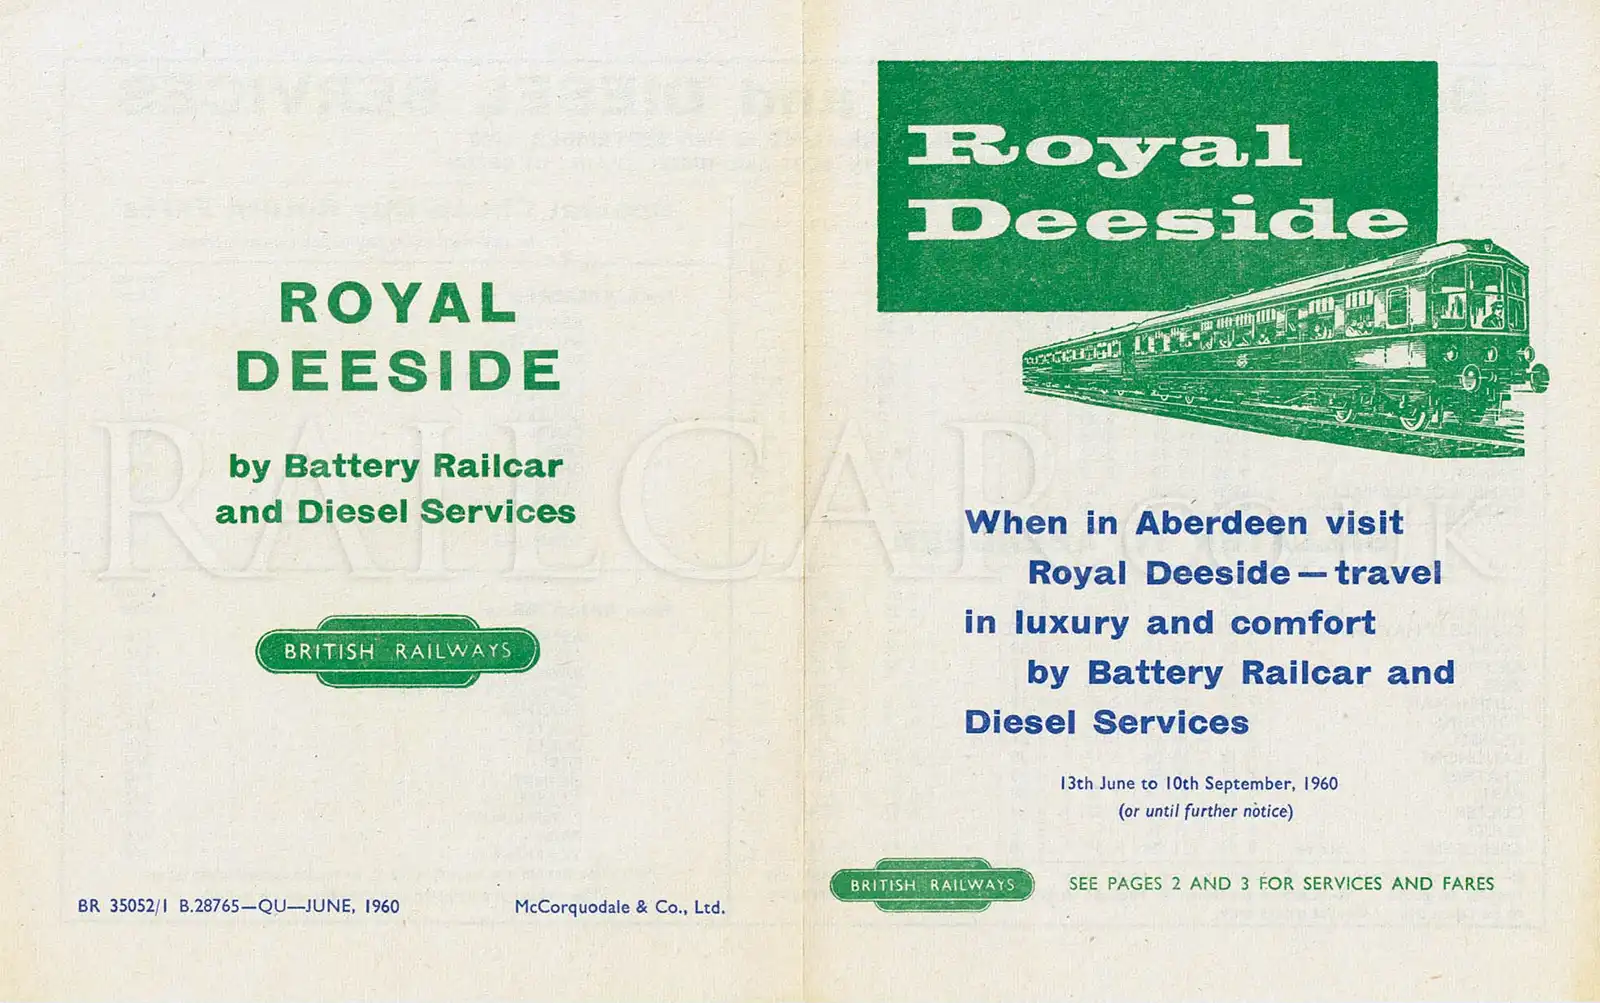 ROYAL
DEESIDE
by Battery Railcar
and Diesel Services
BRITISH RAILWAYS
BR 35052/1 B.28765—QU—JUNE, 1960
McCorquodale & Co., Ltd.
Royal
Deeside
When in Aberdeen visit
Royal Deeside—travel
in luxury and comfort
by Battery Railcar and
Diesel Services
13th June to 10th September, 1960
(or until further notice)
BRITISH RAILWAYS
SEE PAGES 2 AND 3 FOR SERVICES AND FARES
RAILCAR.CO.UK